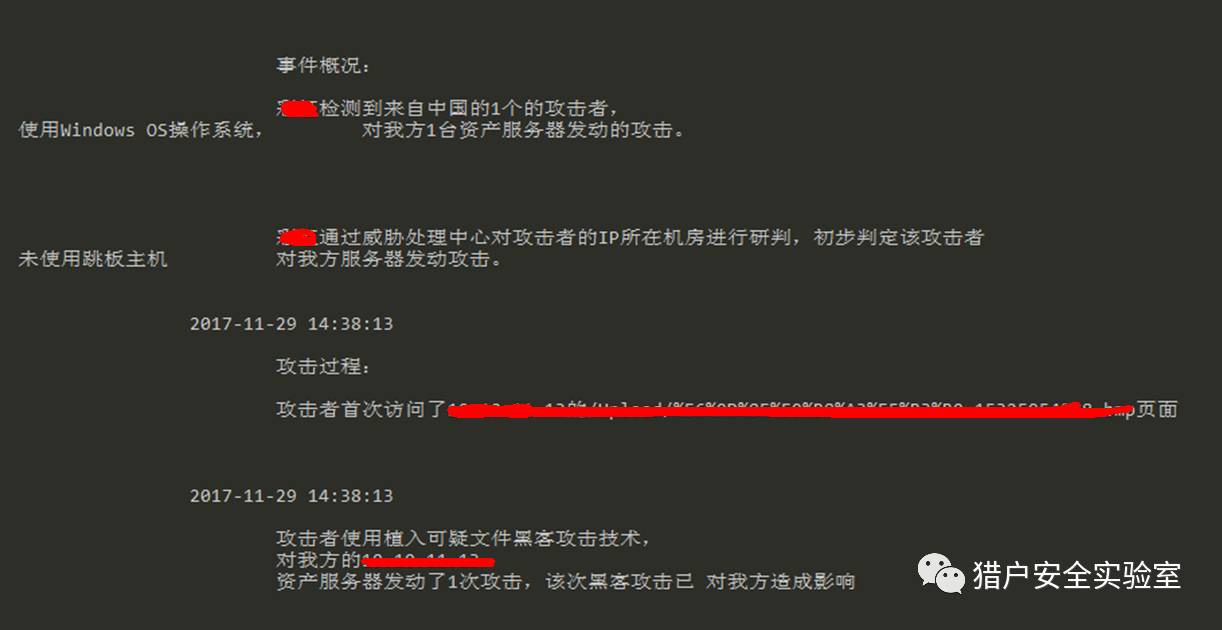 事件概况:
检测到来自中国的1个的攻击者,
使用Windows OS操作系统, 对我方1台资产服务器发动的攻击。
通过威胁处理中心对攻击者的IP所在机房进行研判, 初步判定该攻击者
未使用跳板主机 对我方服务器发动攻击。
2017-11-29 14:38:13
攻击过程:
攻击者首次访问了 页面
2017-11-29 14:38:13
攻击者使用植入可疑文件黑客攻击技术,
对我方的
资产服务器发动了1次攻击, 该次黑客攻击已 对我方造成影响
猎户安全实验室